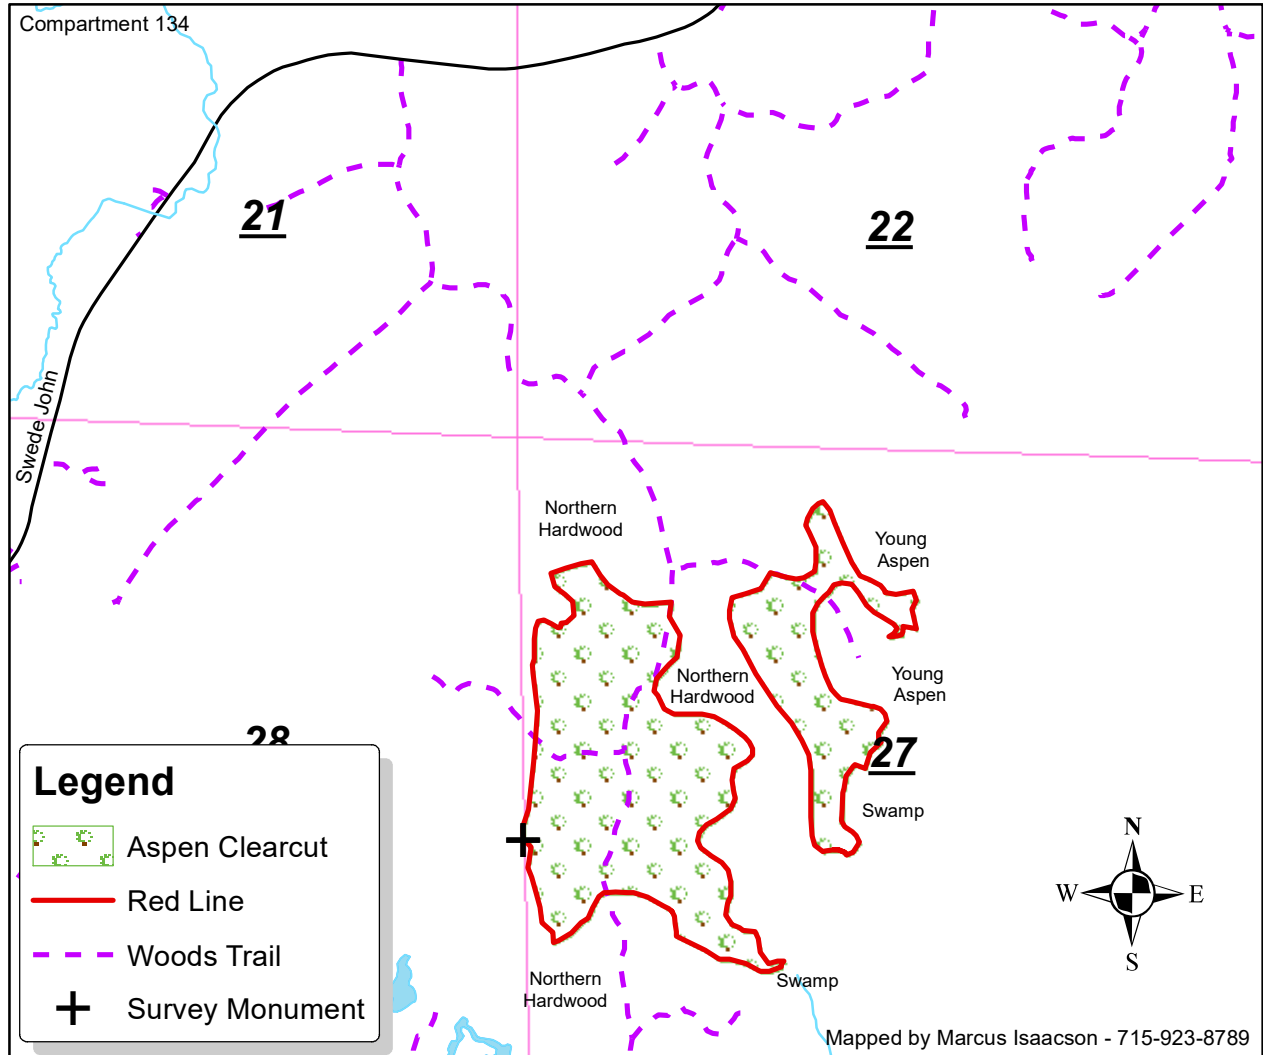 Compartment 134
21
22
Swede John
Northern
Hardwood
Young
Aspen
Northern
Hardwood
Young
Aspen
28
27
Legend
Aspen Clearcut
Red Line
Woods Trail
Survey Monument
Swamp
N
W
E
S
Northern
Hardwood
Swamp
Mapped by Marcus Isaacson - 715-923-8789